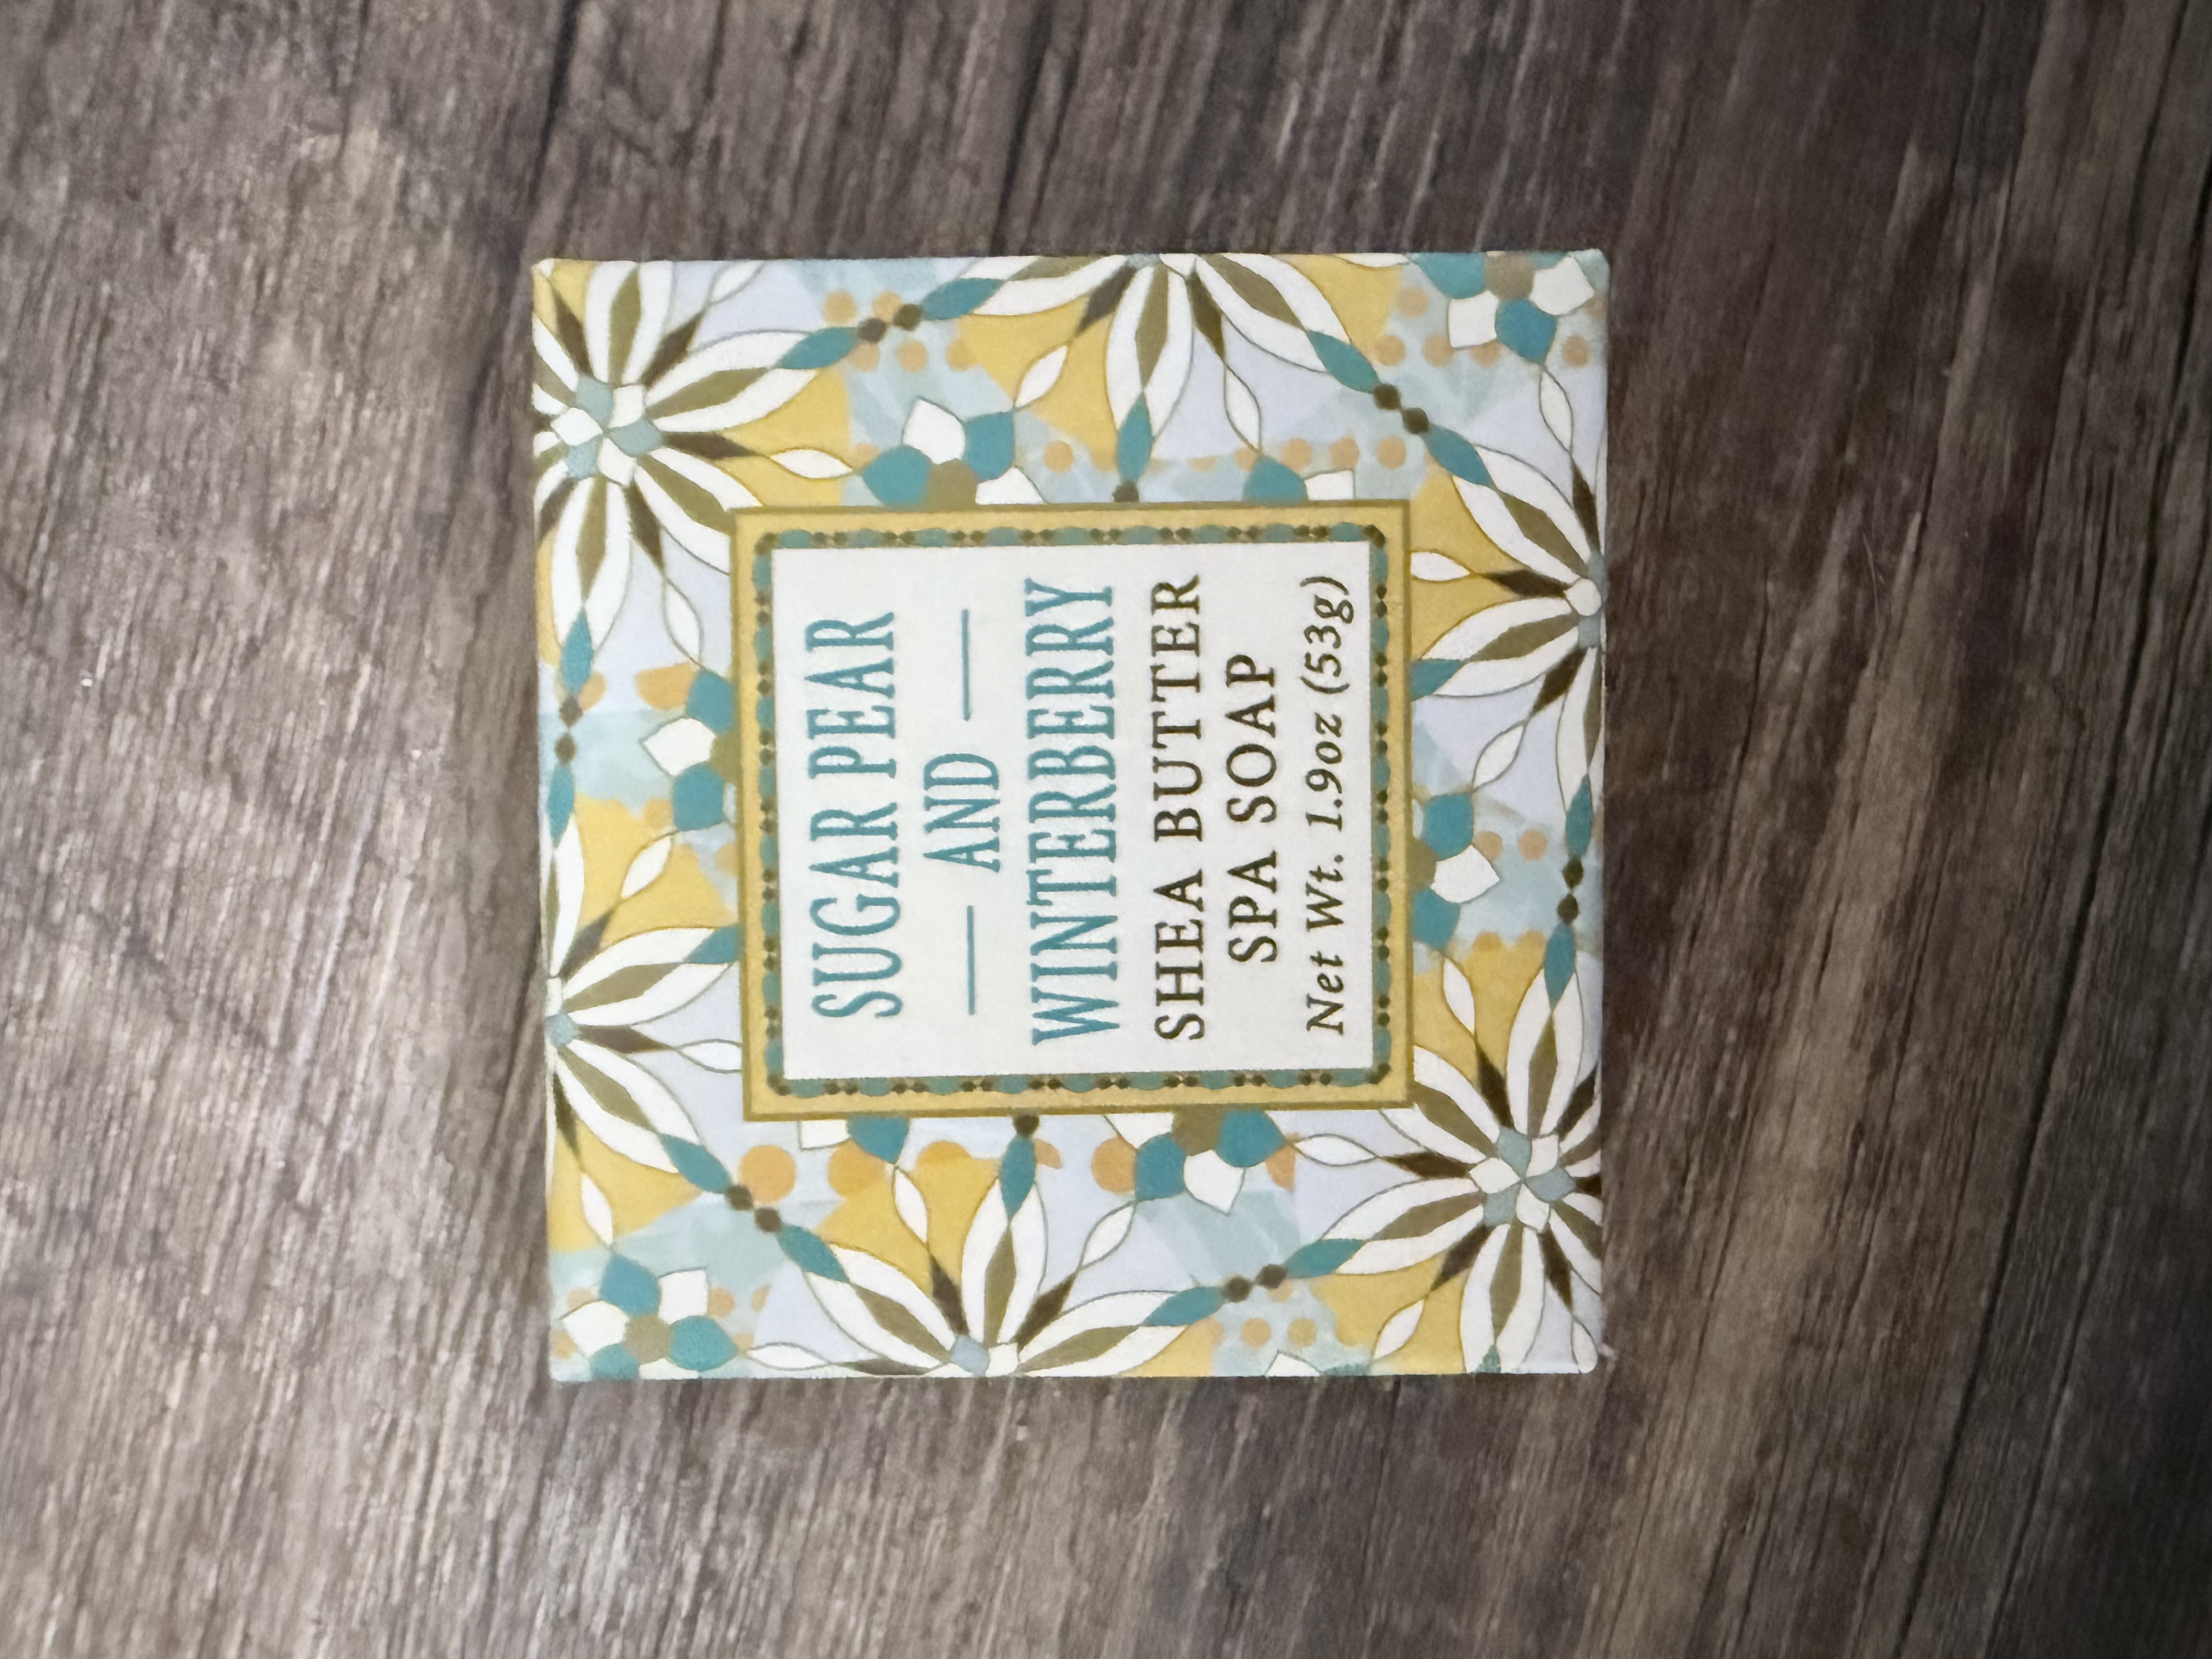 SUGAR PEAR
— AND —
WINTERBERRY
SHEA BUTTER
SPA SOAP
Net Wt. 1.9oz (53g)